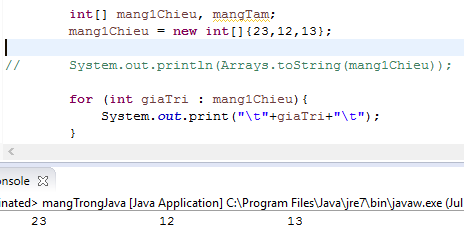 int[] mang1Chieu, mangTam;
mang1Chieu = new int[]{23,12,13};
//      System.out.println(Arrays.toString(mang1Chieu));
for (int giaTri : mang1Chieu){
System.out.print("\t"+giaTri+"\t");
}
onsole
inated> mangTrongJava [Java Application] C:\Program Files\Java\jre7\bin\javaw.exe (Jul
23 12 13